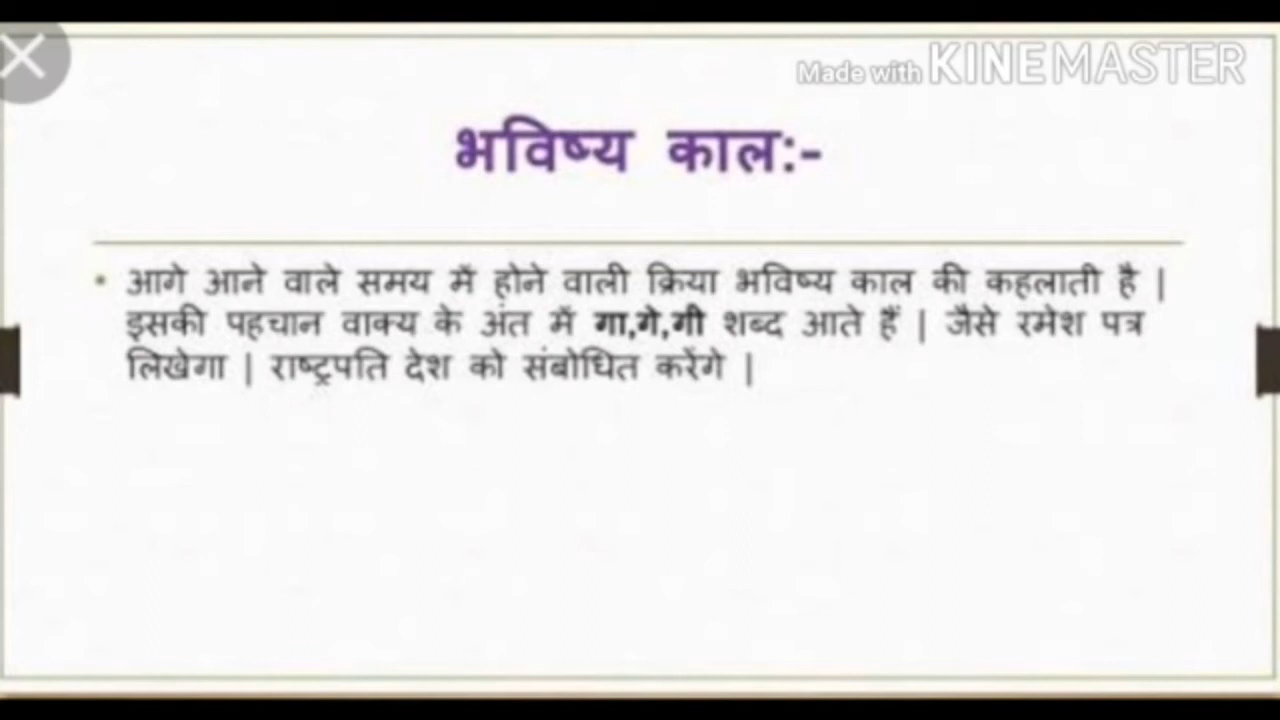 Made with KINEMASTER
भविष्य काल:-
• आगे आने वाले समय में होने वाली क्रिया भविष्य काल की कहलाती है |
इसकी पहचान वाक्य के अंत में गा,गे,गी शब्द आते हैं | जैसे रमेश पत्र
लिखेगा | राष्ट्रपति देश को संबोधित करेंगे |